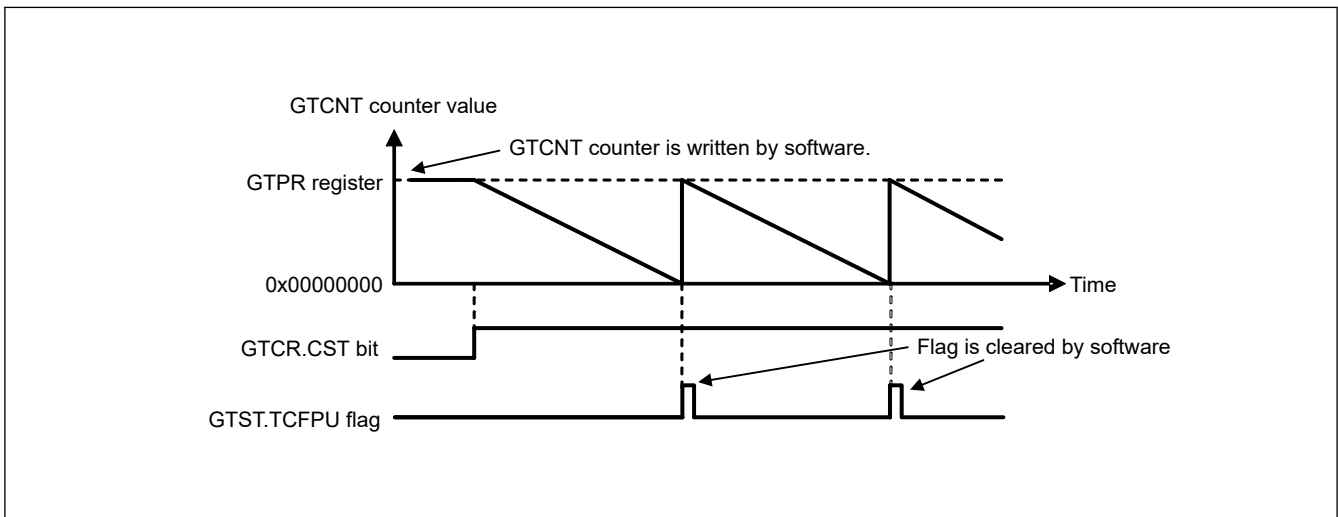 GTCNT counter value
GTCNT counter is written by software.
GTPR register
0x00000000
Time
GTCR.CST bit
Flag is cleared by software
GTST.TCFPU flag